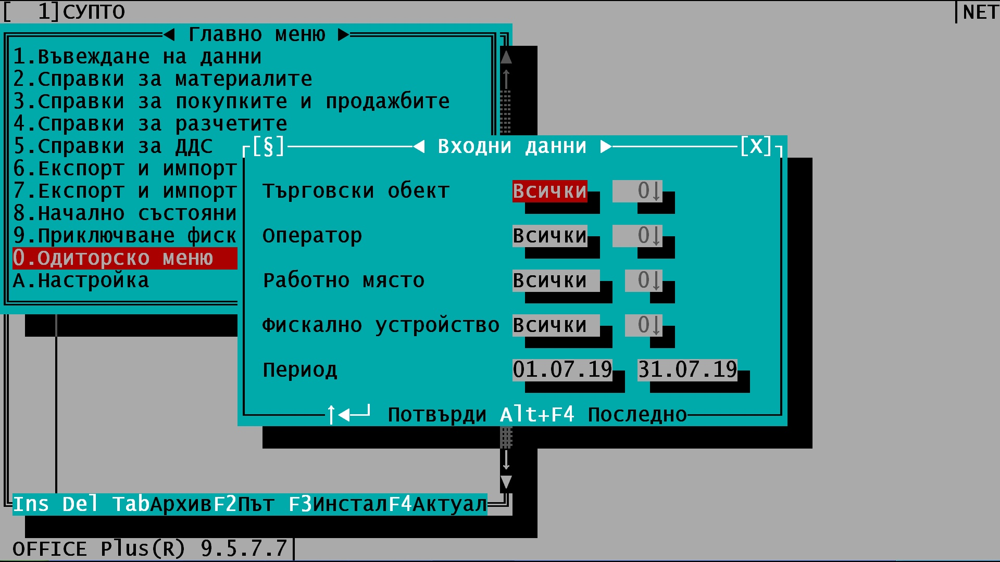 [  1]СУПТО
NET
Главно меню
1.Въвеждане на данни
2.Справки за материалите
3.Справки за покупките и продажбите
4.Справки за разчетите
5.Справки за ДДС
6.Експорт и импорт
7.Експорт и импорт
8.Начално състояни
9.Приключване фиск
0.Одиторско меню
А.Настройка
[§] Входни данни [X]
Търговски обект Всички 0↓
Оператор Всички 0↓
Работно място Всички 0↓
Фискално устройство Всички 0↓
Период 01.07.19 31.07.19
Потвърди Alt+F4 Последно
Ins Del TabАрхивF2Път F3ИнсталF4Актуал
OFFICE Plus(R) 9.5.7.7